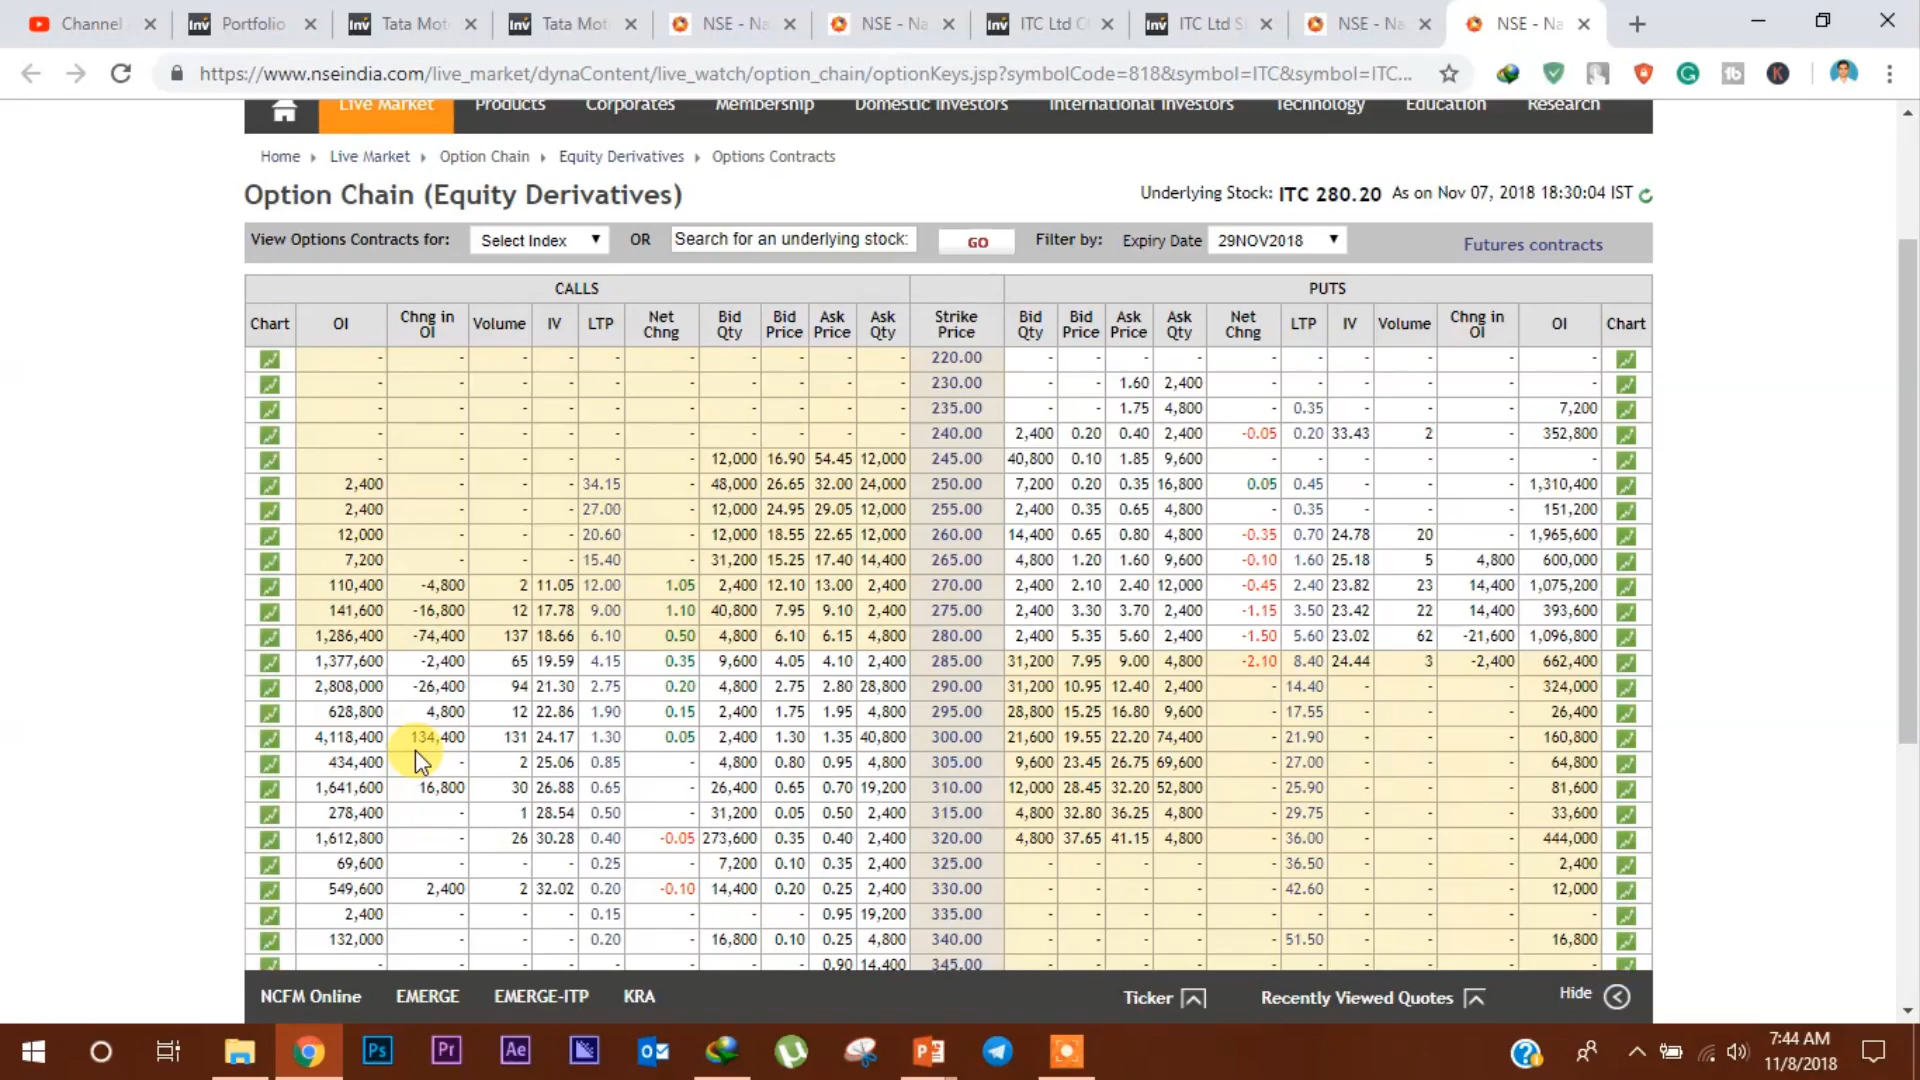 Channel Portfolio Tata Mot Tata Mot NSE - Na NSE - Na ITC Ltd C ITC Ltd S NSE - Na NSE - Na
https://www.nseindia.com/live_market/dynaContent/live_watch/option_chain/optionKeys.jsp?symbolCode=818&symbol=ITC&symbol=ITC...
Live Market Products Corporates Membership Domestic Investors International Investors Technology Education Research
Home Live Market Option Chain Equity Derivatives Options Contracts
Option Chain (Equity Derivatives) Underlying Stock: ITC 280.20 As on Nov 07, 2018 18:30:04 IST
View Options Contracts for: Select Index OR Search for an underlying stock: GO Filter by: Expiry Date 29NOV2018 Futures contracts
CALLS PUTS
Chart OI Chng in OI Volume IV LTP Net Chng Bid Qty Bid Price Ask Price Ask Qty Strike Price Bid Qty Bid Price Ask Price Ask Qty Net Chng LTP IV Volume Chng in OI OI Chart
- - - - - - - - - - 220.00 - - - - - - - - - -
- - - - - - - - - - 230.00 - - 1.60 2,400 - - - - - -
- - - - - - - - - - 235.00 - - 1.75 4,800 - 0.35 - - - 7,200
- - - - - - - - - - 240.00 2,400 0.20 0.40 2,400 -0.05 0.20 33.43 2 - 352,800
- - - - - - 12,000 16.90 54.45 12,000 245.00 40,800 0.10 1.85 9,600 - - - - - -
2,400 - - - 34.15 - 48,000 26.65 32.00 24,000 250.00 7,200 0.20 0.35 16,800 0.05 0.45 - - - 1,310,400
2,400 - - - 27.00 - 12,000 24.95 29.05 12,000 255.00 2,400 0.35 0.65 4,800 - 0.35 - - - 151,200
12,000 - - - 20.60 - 12,000 18.55 22.65 12,000 260.00 14,400 0.65 0.80 4,800 -0.35 0.70 24.78 20 - 1,965,600
7,200 - - - 15.40 - 31,200 15.25 17.40 14,400 265.00 4,800 1.20 1.60 9,600 -0.10 1.60 25.18 5 4,800 600,000
110,400 -4,800 2 11.05 12.00 1.05 2,400 12.10 13.00 2,400 270.00 2,400 2.10 2.40 12,000 -0.45 2.40 23.82 23 14,400 1,075,200
141,600 -16,800 12 17.78 9.00 1.10 40,800 7.95 9.10 2,400 275.00 2,400 3.30 3.70 2,400 -1.15 3.50 23.42 22 14,400 393,600
1,286,400 -74,400 137 18.66 6.10 0.50 4,800 6.10 6.15 4,800 280.00 2,400 5.35 5.60 2,400 -1.50 5.60 23.02 62 -21,600 1,096,800
1,377,600 -2,400 65 19.59 4.15 0.35 9,600 4.05 4.10 2,400 285.00 31,200 7.95 9.00 4,800 -2.10 8.40 24.44 3 -2,400 662,400
2,808,000 -26,400 94 21.30 2.75 0.20 4,800 2.75 2.80 28,800 290.00 31,200 10.95 12.40 2,400 - 14.40 - - - 324,000
628,800 4,800 12 22.86 1.90 0.15 2,400 1.75 1.95 4,800 295.00 28,800 15.25 16.80 9,600 - 17.55 - - - 26,400
4,118,400 134,400 131 24.17 1.30 0.05 2,400 1.30 1.35 40,800 300.00 21,600 19.55 22.20 74,400 - 21.90 - - - 160,800
434,400 - 2 25.06 0.85 - 4,800 0.80 0.95 4,800 305.00 9,600 23.45 26.75 69,600 - 27.00 - - - 64,800
1,641,600 16,800 30 26.88 0.65 - 26,400 0.65 0.70 19,200 310.00 12,000 28.45 32.20 52,800 - 25.90 - - - 81,600
278,400 - 1 28.54 0.50 - 31,200 0.05 0.50 2,400 315.00 4,800 32.80 36.25 4,800 - 29.75 - - - 33,600
1,612,800 - 26 30.28 0.40 -0.05 273,600 0.35 0.40 2,400 320.00 4,800 37.65 41.15 4,800 - 36.00 - - - 444,000
69,600 - - - 0.25 - 7,200 0.10 0.35 2,400 325.00 - - - - - 36.50 - - - 2,400
549,600 2,400 2 32.02 0.20 -0.10 14,400 0.20 0.25 2,400 330.00 - - - - - 42.60 - - - 12,000
2,400 - - - 0.15 - - - 0.95 19,200 335.00 - - - - - - - - - -
132,000 - - - 0.20 - 16,800 0.10 0.25 4,800 340.00 - - - - - 51.50 - - - 16,800
- - - - - - - - 0.90 14,400 345.00 - - - - - - - - - -
NCFM Online EMERGE EMERGE-ITP KRA Ticker Recently Viewed Quotes Hide
7:44 AM
11/8/2018